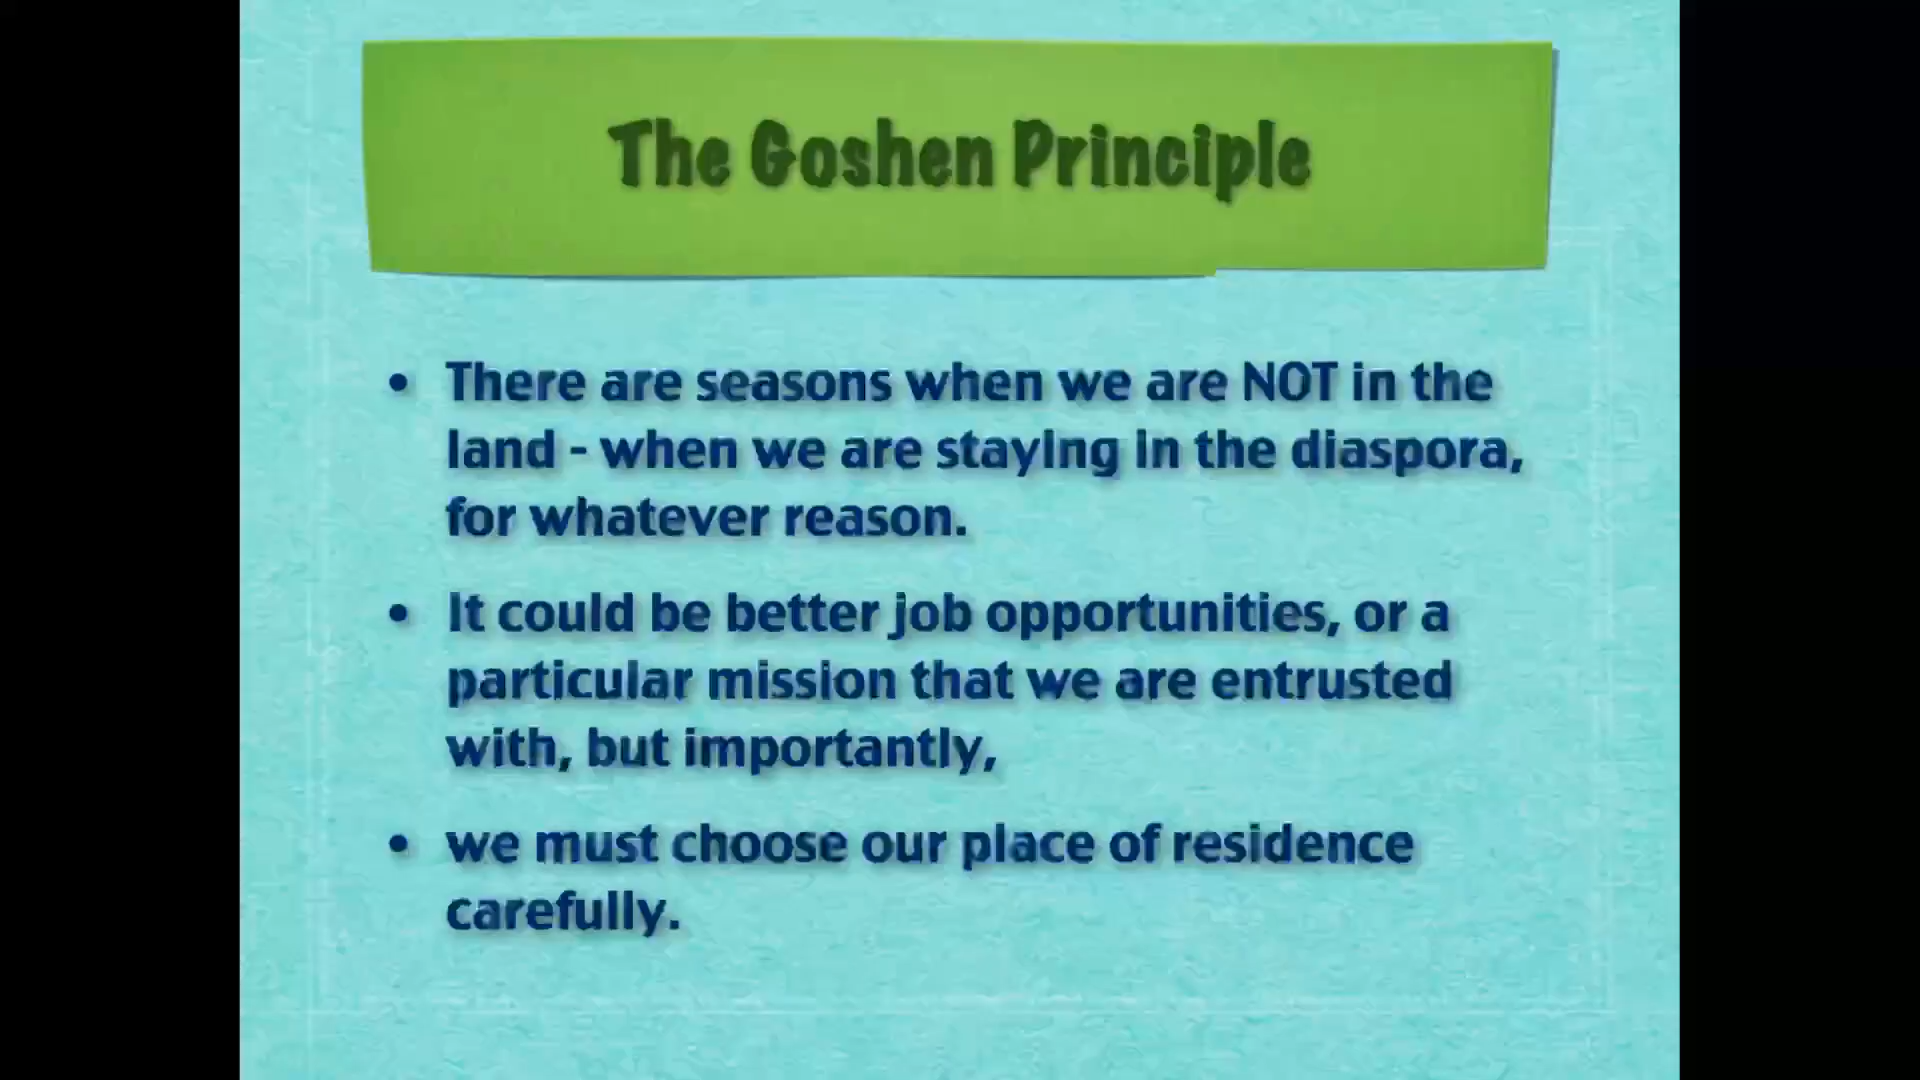 The Goshen Principle
• There are seasons when we are NOT in the
land - when we are staying in the diaspora,
for whatever reason.
• It could be better job opportunities, or a
particular mission that we are entrusted
with, but importantly,
• we must choose our place of residence
carefully.